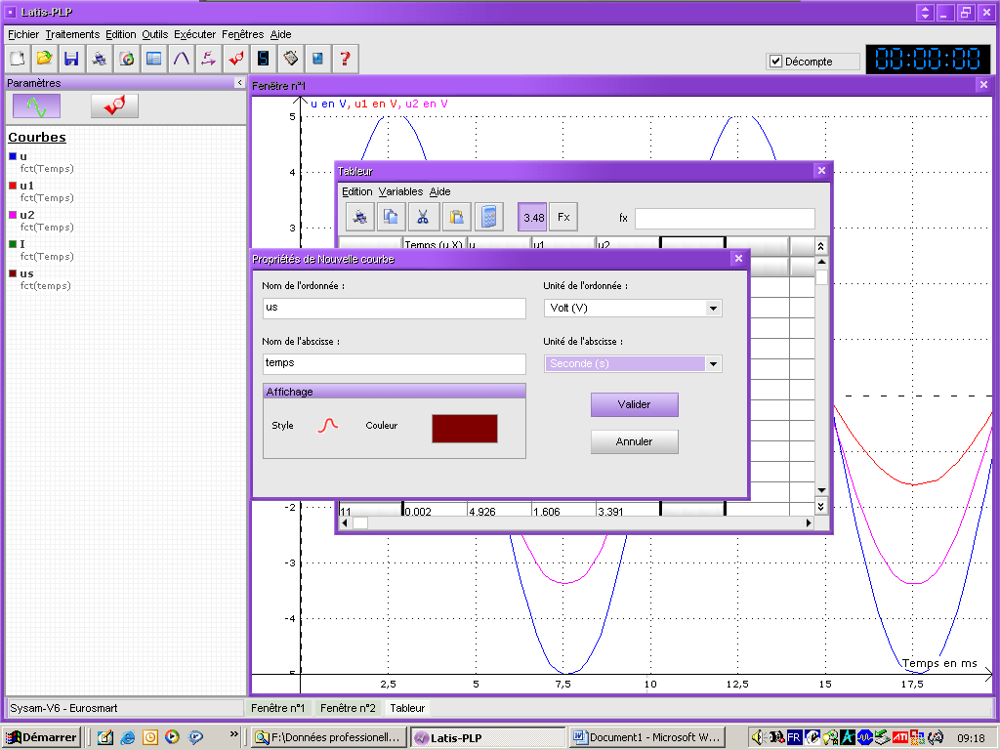 Latis-PLP
Fichier Traitements Edition Outils Exécuter Fenêtres Aide
Décompte
00:00:00
Paramètres
Fenêtre n°1
Courbes
u
fct(Temps)
u1
fct(Temps)
u2
fct(Temps)
I
fct(Temps)
us
fct(temps)
u en V, u1 en V, u2 en V
5
4
3
-2
-3
-4
2,5
5
7,5
10
12,5
15
17,5
Temps en ms
Tableur
Edition Variables Aide
3.48
Fx
fx
Temps (u X) u u1 u2
Propriétés de Nouvelle courbe
Nom de l'ordonnée :
Unité de l'ordonnée :
us
Volt (V)
Nom de l'abscisse :
Unité de l'abscisse :
temps
Seconde (s)
Affichage
Style
Couleur
Valider
Annuler
11 0.002 4.926 1.606 3.391
Sysam-V6 - Eurosmart
Fenêtre n°1
Fenêtre n°2
Tableur
Démarrer
»
F:\Données professionell...
Latis-PLP
Document1 - Microsoft W...
FR
ATI
09:18